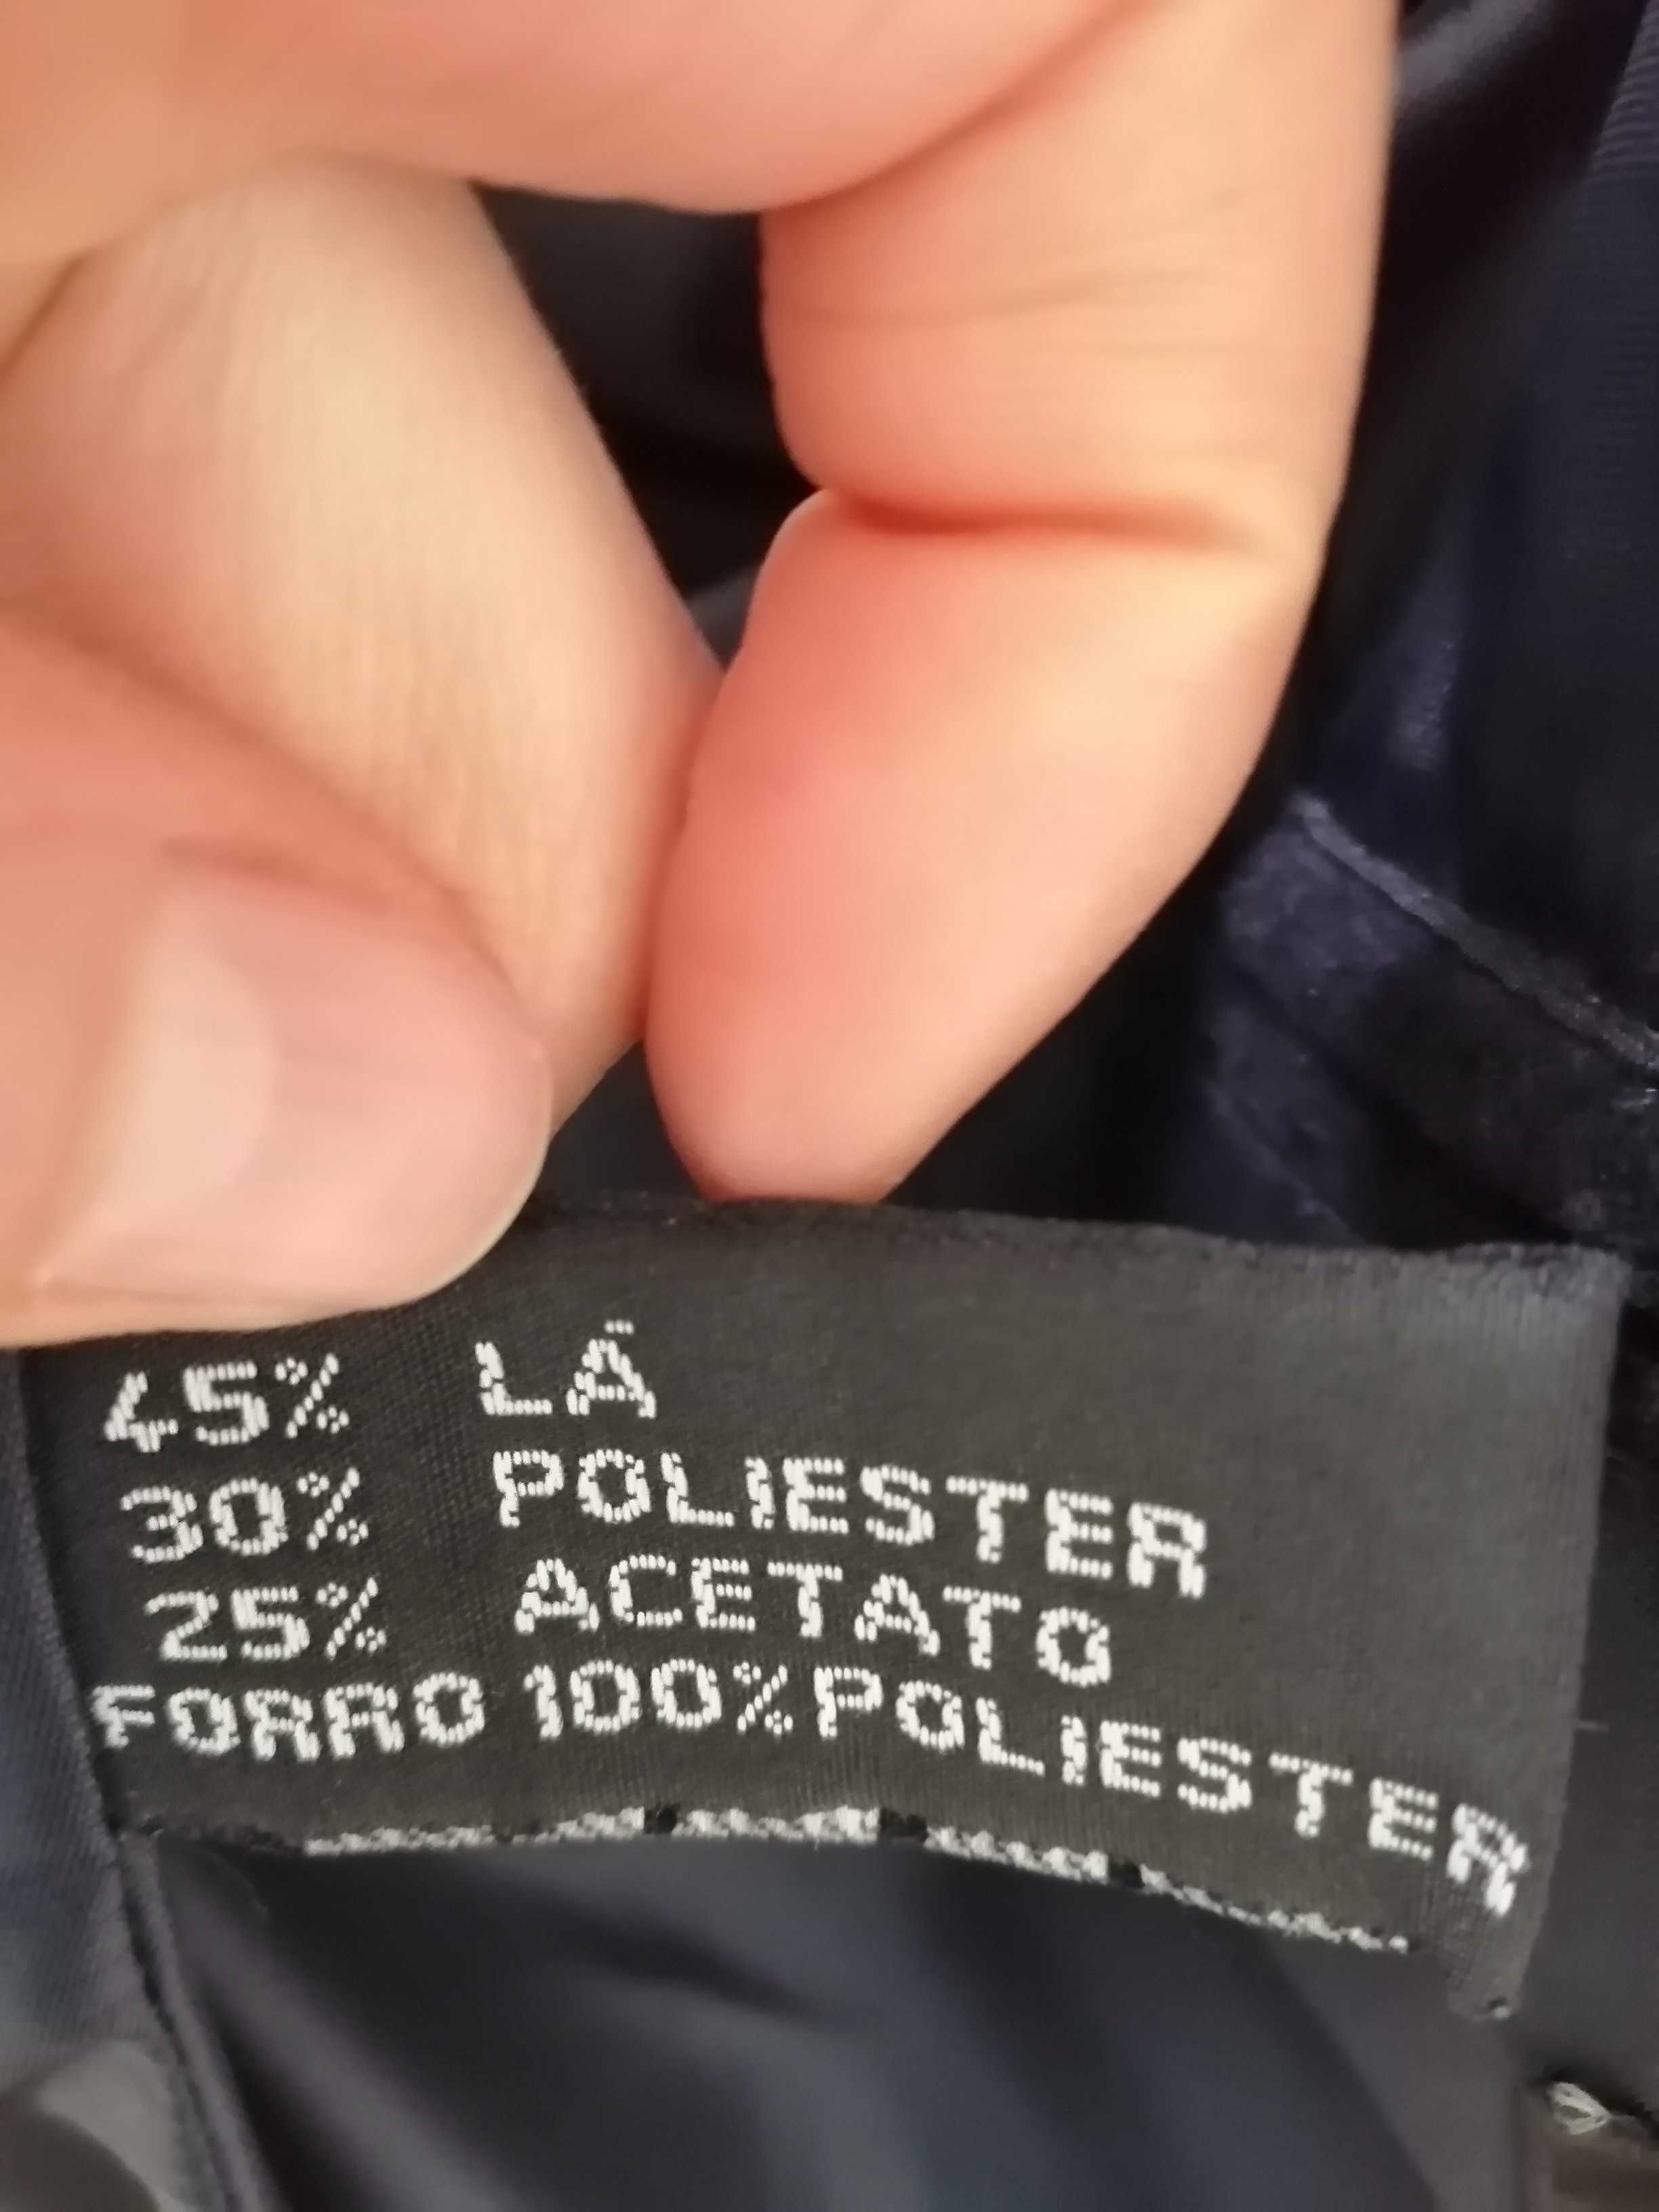 45% LÃ
30% POLIESTER
25% ACETATO
FORRO 100% POLIESTER